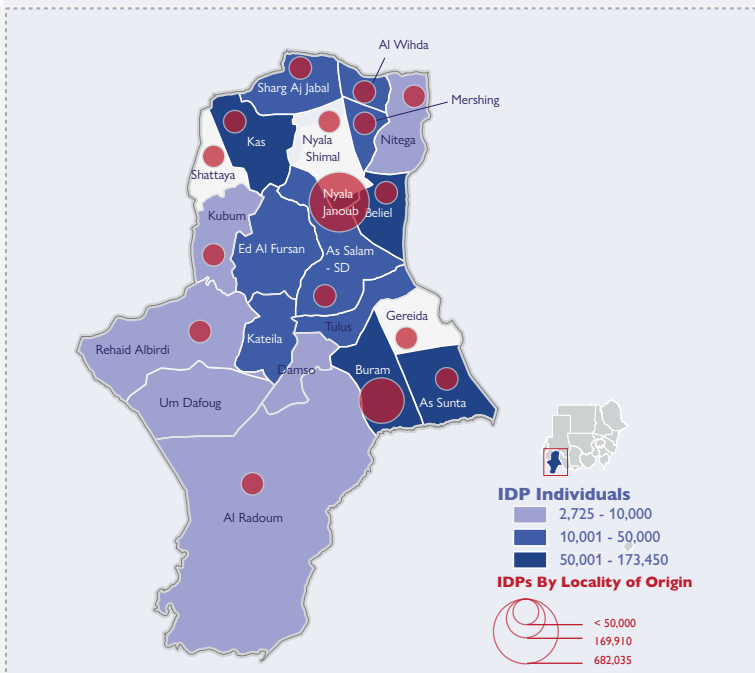 Al Wihda
Sharg Aj Jabal
Mershing
Kas
Nyala
Shimal
Nitega
Shattaya
Nyala
Janoub
Beliel
Kubum
Ed Al Fursan
As Salam
- SD
Gereida
Tulus
Kateila
Rehaid Albirdi
Damso
Buram
Um Dafoug
As Sunta
Al Radoum
IDP Individuals
2,725 - 10,000
10,001 - 50,000
50,001 - 173,450
IDPs By Locality of Origin
< 50,000
169,910
682,035